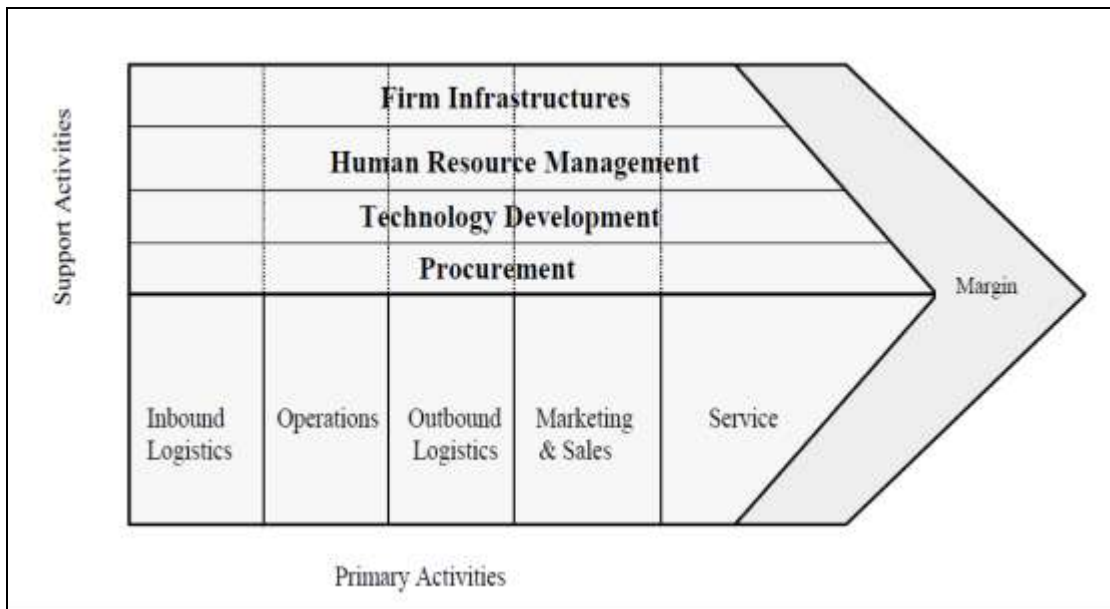 Support Activities
Firm Infrastructures
Human Resource Management
Technology Development
Procurement
Margin
Inbound
Logistics
Operations
Outbound
Logistics
Marketing
& Sales
Service
Primary Activities